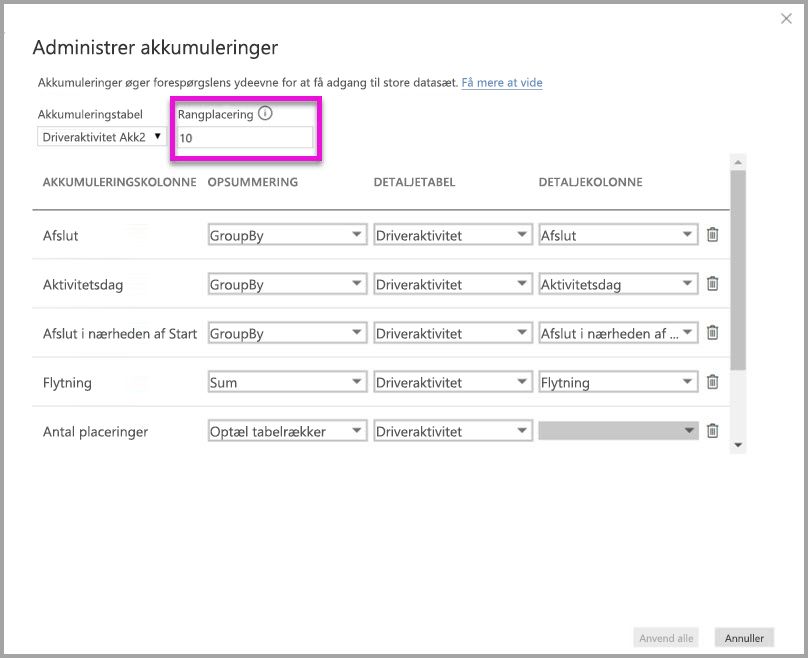 Administrer akkumuleringer
Akkumuleringer øger forespørgslens ydeevne for at få adgang til store datasæt. Få mere at vide
Akkumuleringstabel Rangplacering
Driveraktivitet Akk2 10
AKKUMULERINGSKOLONNE OPSUMMERING DETALJETABEL DETALJEKOLONNE
Afslut GroupBy Driveraktivitet Afslut
Aktivitetsdag GroupBy Driveraktivitet Aktivitetsdag
Afslut i nærheden af Start GroupBy Driveraktivitet Afslut i nærheden af ...
Flytning Sum Driveraktivitet Flytning
Antal placeringer Optæl tabelrækker Driveraktivitet
Anvend alle Annuller